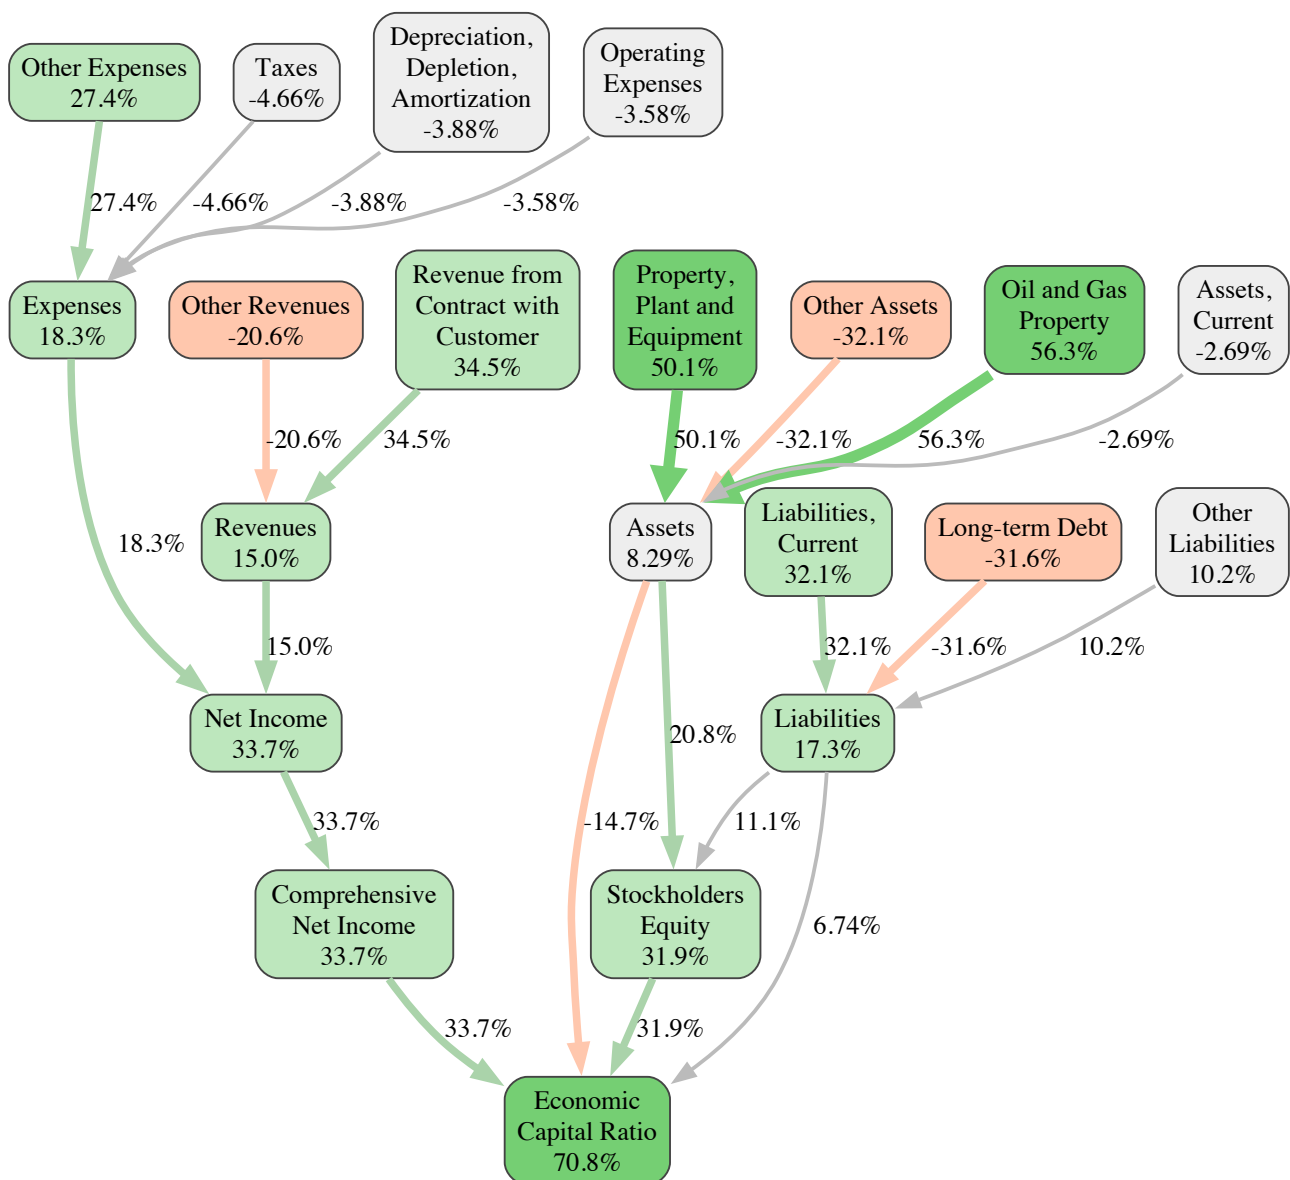 Other Expenses
27.4%
Taxes
-4.66%
Depreciation,
Depletion,
Amortization
-3.88%
Operating
Expenses
-3.58%
27.4%
-4.66%
-3.88%
-3.58%
Expenses
18.3%
Other Revenues
-20.6%
Revenue from
Contract with
Customer
34.5%
Property,
Plant and
Equipment
50.1%
Other Assets
-32.1%
Oil and Gas
Property
56.3%
Assets,
Current
-2.69%
-20.6%
34.5%
50.1%
-32.1%
56.3%
-2.69%
18.3%
Revenues
15.0%
Assets
8.29%
Liabilities,
Current
32.1%
Long-term Debt
-31.6%
Other
Liabilities
10.2%
15.0%
32.1%
-31.6%
10.2%
Net Income
33.7%
20.8%
Liabilities
17.3%
33.7%
-14.7%
11.1%
Comprehensive
Net Income
33.7%
Stockholders
Equity
31.9%
6.74%
33.7%
31.9%
Economic
Capital Ratio
70.8%